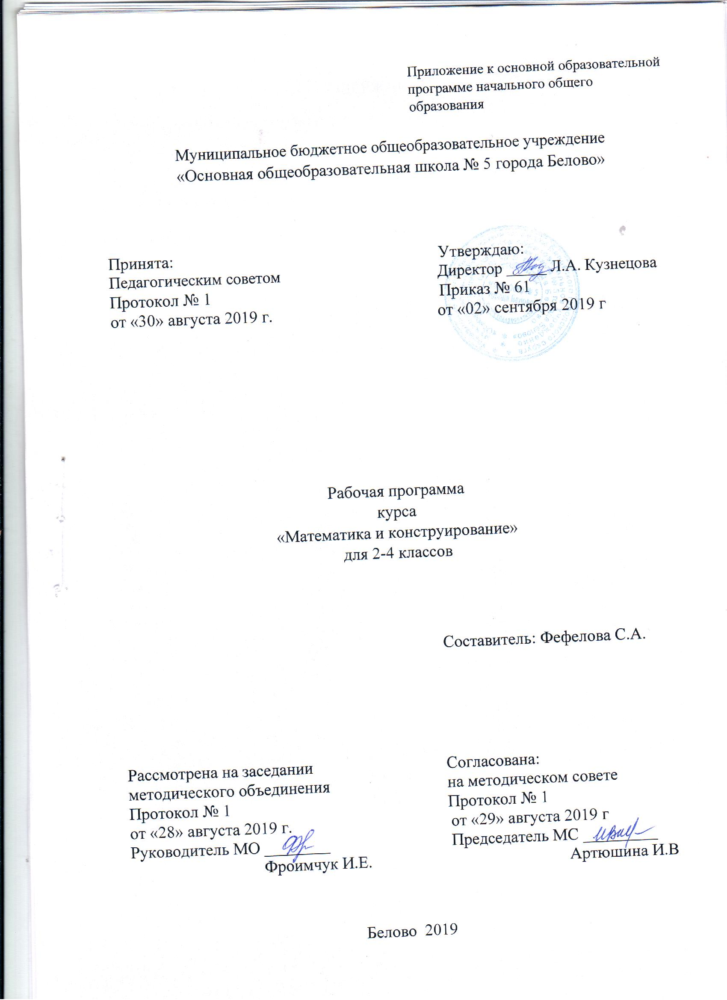 Приложение к основной образовательной
программе начального общего
образования
Муниципальное бюджетное общеобразовательное учреждение
«Основная общеобразовательная школа № 5 города Белово»
Принята:
Педагогическим советом
Протокол № 1
от «30» августа 2019 г.
Утверждаю:
Директор _____ Л.А. Кузнецова
Приказ № 61
от «02» сентября 2019 г
Рабочая программа
курса
«Математика и конструирование»
для 2-4 классов
Составитель: Фефелова С.А.
Рассмотрена на заседании
методического объединения
Протокол № 1
от «28» августа 2019 г.
Руководитель МО ________
Фроимчук И.Е.
Согласована:
на методическом совете
Протокол № 1
от «29» августа 2019 г
Председатель МС _________
Артюшина И.В
Белово 2019